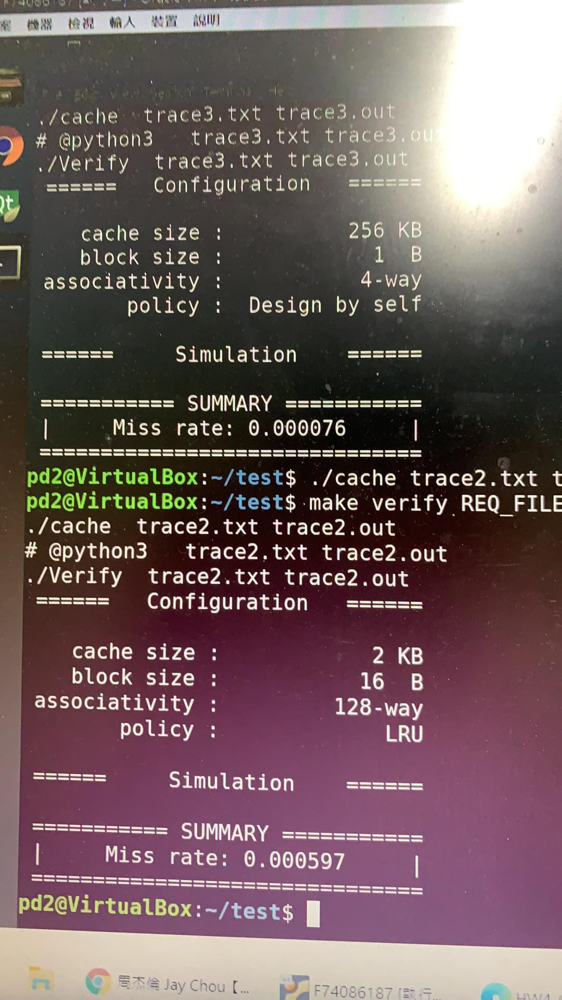 機器 檢視 輸入 裝置 說明
./cache trace3.txt trace3.out
# @python3 trace3.txt trace3.ou
./Verify trace3.txt trace3.out
====== Configuration ======
cache size : 256 KB
block size : 1 B
associativity : 4-way
policy : Design by self
====== Simulation ======
=========== SUMMARY ===========
| Miss rate: 0.000076 |
===============================
pd2@VirtualBox:~/test$ ./cache trace2.txt t
pd2@VirtualBox:~/test$ make verify REQ_FILE
./cache trace2.txt trace2.out
# @python3 trace2.txt trace2.out
./Verify trace2.txt trace2.out
====== Configuration ======
cache size : 2 KB
block size : 16 B
associativity : 128-way
policy : LRU
====== Simulation ======
=========== SUMMARY ===========
| Miss rate: 0.000597 |
===============================
pd2@VirtualBox:~/test$
周杰倫 Jay Chou【...
F74086187 [執行...
HW4